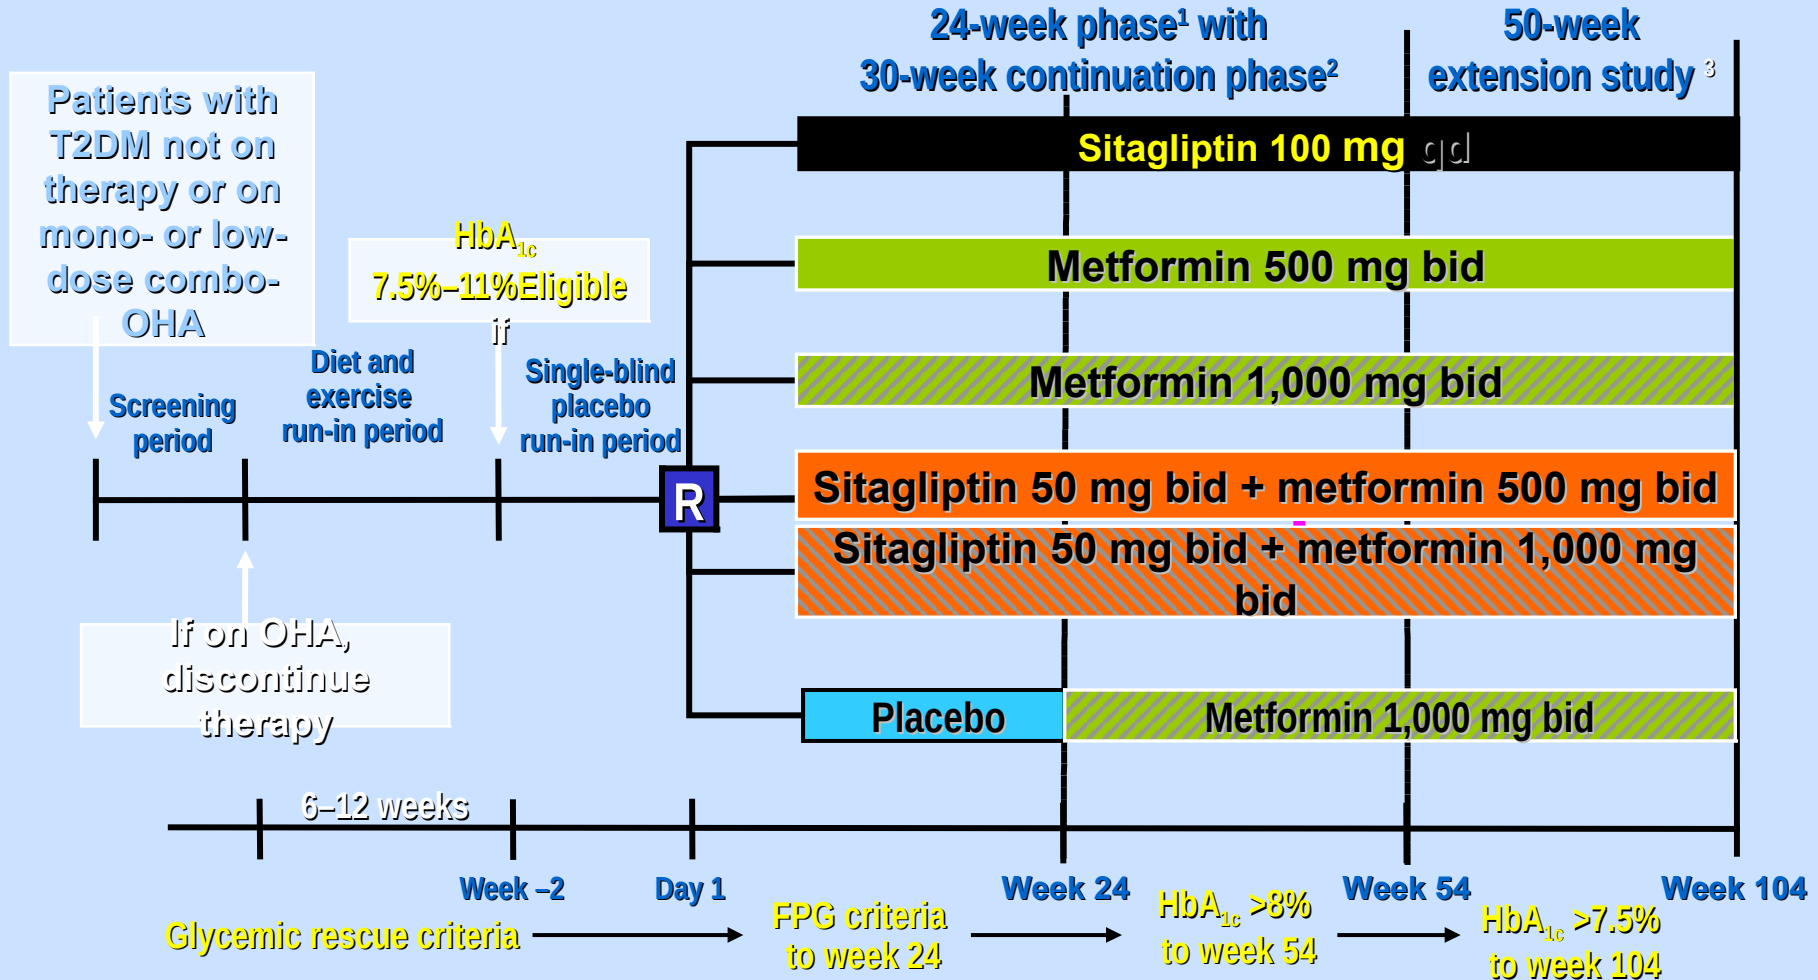 24-week phase¹ with
30-week continuation phase²
50-week
extension study ³
Patients with
T2DM not on
therapy or on
mono- or low-
dose combo-
OHA
Sitagliptin 100 mg qd
HbA1c
7.5%–11%Eligible
if
Metformin 500 mg bid
Screening
period
Diet and
exercise
run-in period
Single-blind
placebo
run-in period
Metformin 1,000 mg bid
R
Sitagliptin 50 mg bid + metformin 500 mg bid
Sitagliptin 50 mg bid + metformin 1,000 mg
bid
If on OHA,
discontinue
therapy
Placebo
Metformin 1,000 mg bid
6–12 weeks
Week –2
Day 1
Week 24
Week 54
Week 104
Glycemic rescue criteria
FPG criteria
to week 24
HbA1c >8%
to week 54
HbA1c >7.5%
to week 104